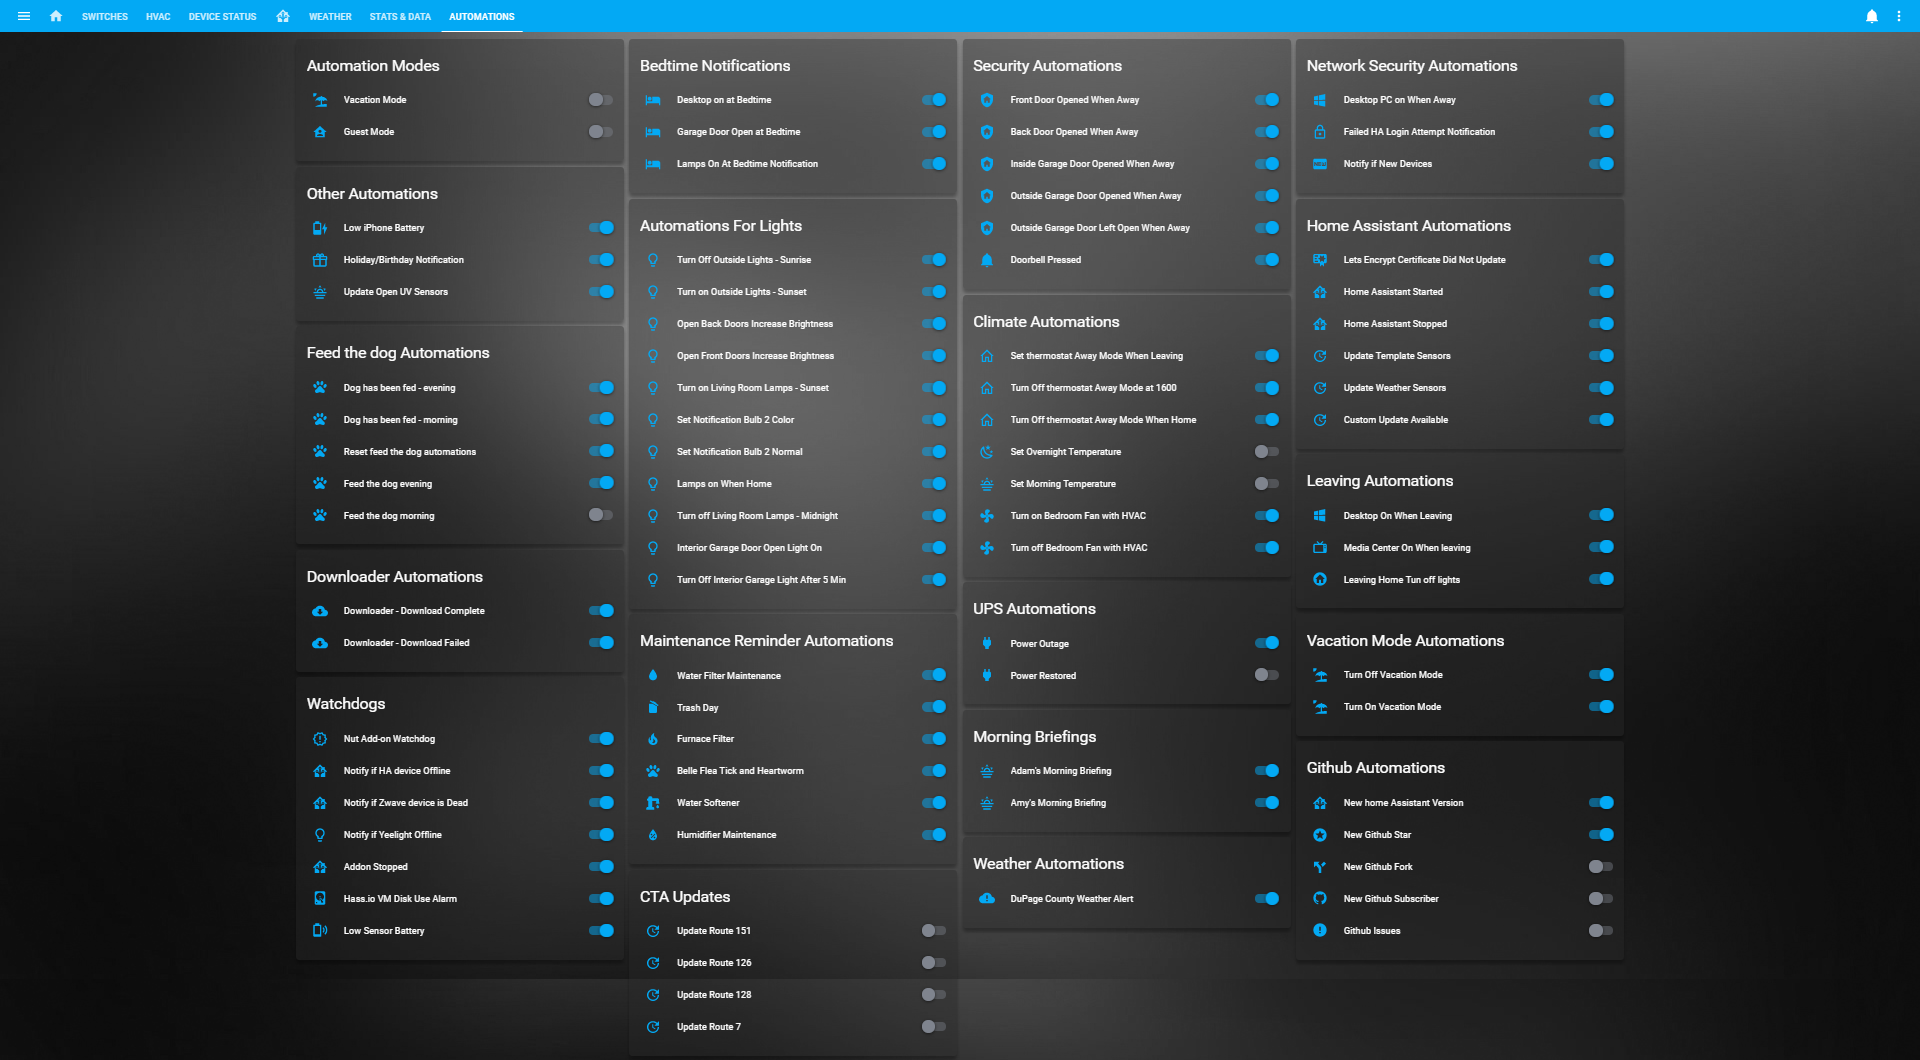 SWITCHES
HVAC
DEVICE STATUS
WEATHER
STATS & DATA
AUTOMATIONS
Automation Modes
Vacation Mode
Guest Mode
Other Automations
Low iPhone Battery
Holiday/Birthday Notification
Update Open UV Sensors
Feed the dog Automations
Dog has been fed - evening
Dog has been fed - morning
Reset feed the dog automations
Feed the dog evening
Feed the dog morning
Downloader Automations
Downloader - Download Complete
Downloader - Download Failed
Watchdogs
Nut Add-on Watchdog
Notify if HA device Offline
Notify if Zwave device is Dead
Notify if Yeelight Offline
Addon Stopped
Hass.io VM Disk Use Alarm
Low Sensor Battery
Bedtime Notifications
Desktop on at Bedtime
Garage Door Open at Bedtime
Lamps On At Bedtime Notification
Automations For Lights
Turn Off Outside Lights - Sunrise
Turn on Outside Lights - Sunset
Open Back Doors Increase Brightness
Open Front Doors Increase Brightness
Turn on Living Room Lamps - Sunset
Set Notification Bulb 2 Color
Set Notification Bulb 2 Normal
Lamps on When Home
Turn off Living Room Lamps - Midnight
Interior Garage Door Open Light On
Turn Off Interior Garage Light After 5 Min
Maintenance Reminder Automations
Water Filter Maintenance
Trash Day
Furnace Filter
Belle Flea Tick and Heartworm
Water Softener
Humidifier Maintenance
CTA Updates
Update Route 151
Update Route 126
Update Route 128
Update Route 7
Security Automations
Front Door Opened When Away
Back Door Opened When Away
Inside Garage Door Opened When Away
Outside Garage Door Opened When Away
Outside Garage Door Left Open When Away
Doorbell Pressed
Climate Automations
Set thermostat Away Mode When Leaving
Turn Off thermostat Away Mode at 1600
Turn Off thermostat Away Mode When Home
Set Overnight Temperature
Set Morning Temperature
Turn on Bedroom Fan with HVAC
Turn off Bedroom Fan with HVAC
UPS Automations
Power Outage
Power Restored
Morning Briefings
Adam's Morning Briefing
Amy's Morning Briefing
Weather Automations
DuPage County Weather Alert
Network Security Automations
Desktop PC on When Away
Failed HA Login Attempt Notification
Notify if New Devices
Home Assistant Automations
Lets Encrypt Certificate Did Not Update
Home Assistant Started
Home Assistant Stopped
Update Template Sensors
Update Weather Sensors
Custom Update Available
Leaving Automations
Desktop On When Leaving
Media Center On When leaving
Leaving Home Tun off lights
Vacation Mode Automations
Turn Off Vacation Mode
Turn On Vacation Mode
Github Automations
New home Assistant Version
New Github Star
New Github Fork
New Github Subscriber
Github Issues